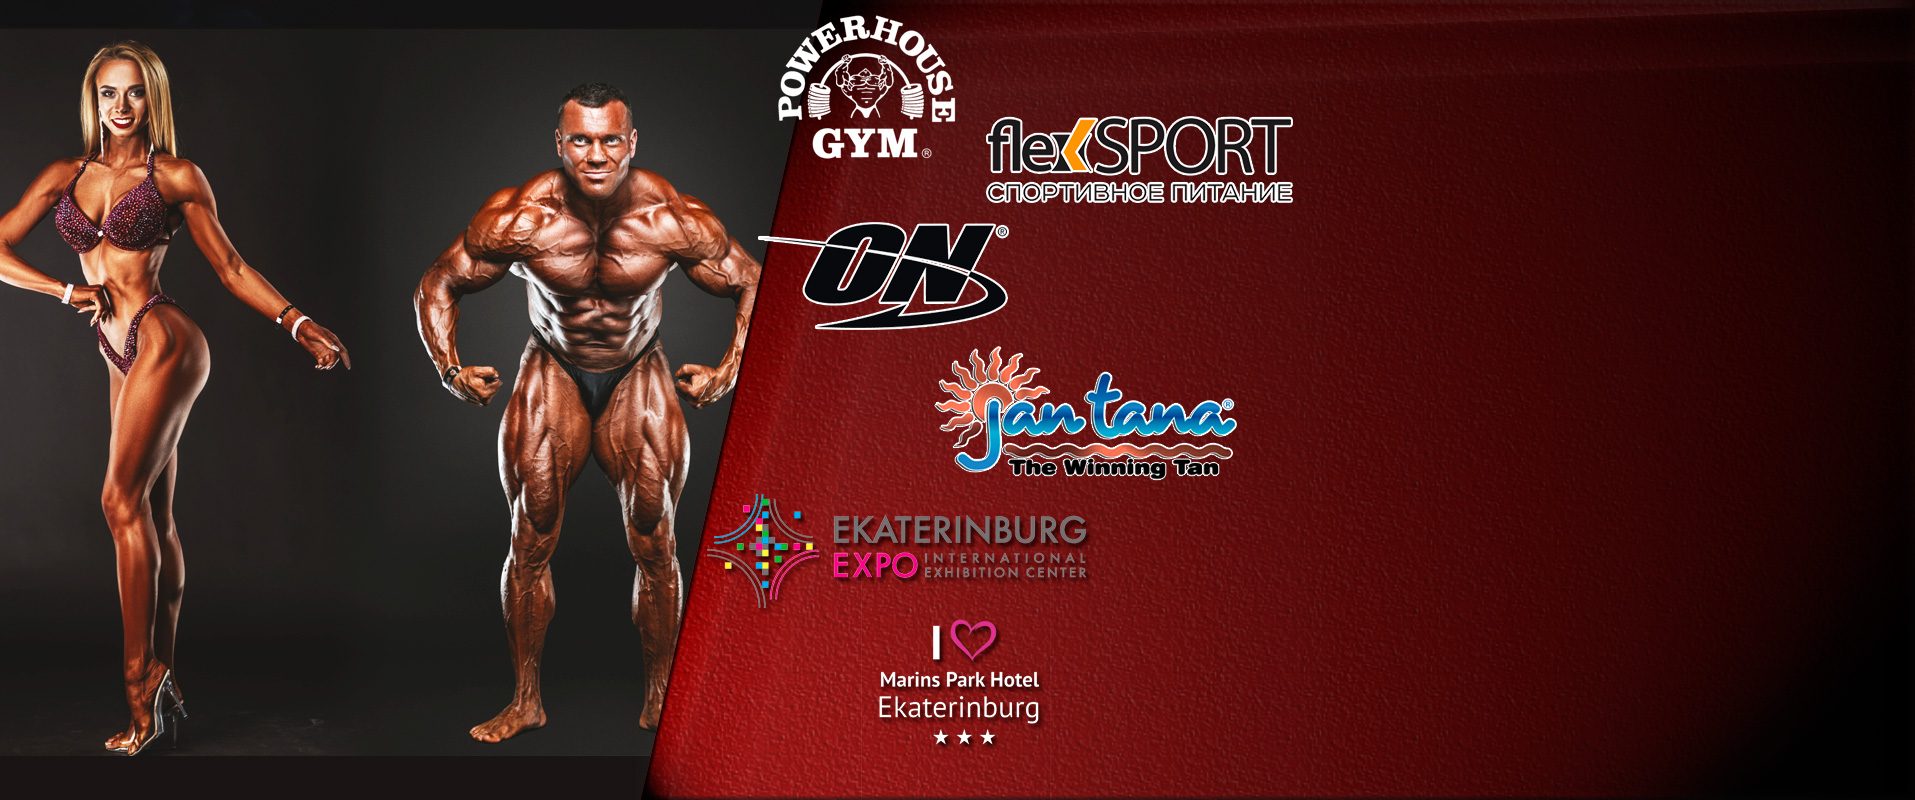 POWERHOUSE
GYM®
flexSPORT
СПОРТИВНОЕ ПИТАНИЕ
ON®
jan tana®
The Winning Tan
EKATERINBURG
EXPO INTERNATIONAL
EXHIBITION CENTER
I
Marins Park Hotel
Ekaterinburg